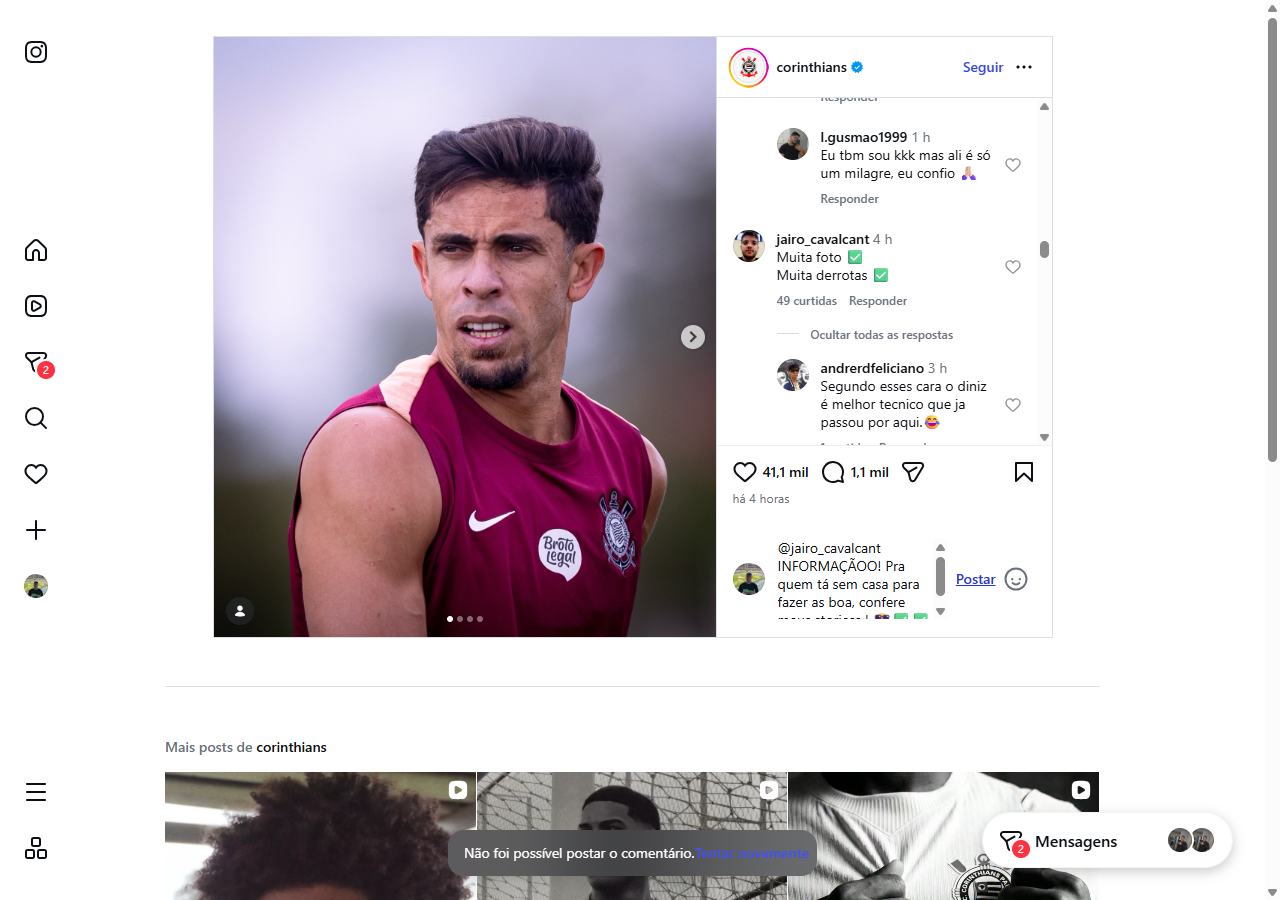 corinthians
Seguir
Responder
l.gusmao1999 1 h
Eu tbm sou kkk mas ali é só
um milagre, eu confio 🙏🏼
Responder
jairo_cavalcant 4 h
Muita foto ✅
Muita derrotas ✅
49 curtidas Responder
Ocultar todas as respostas
andrerdfeliciano 3 h
Segundo esses cara o diniz
é melhor tecnico que ja
passou por aqui.😂
Broto
Legal
41,1 mil 1,1 mil
há 4 horas
@jairo_cavalcant
INFORMAÇÃOO! Pra
quem tá sem casa para
fazer as boa, confere
Postar
2
Mais posts de corinthians
Não foi possível postar o comentário. Tentar novamente
2
Mensagens